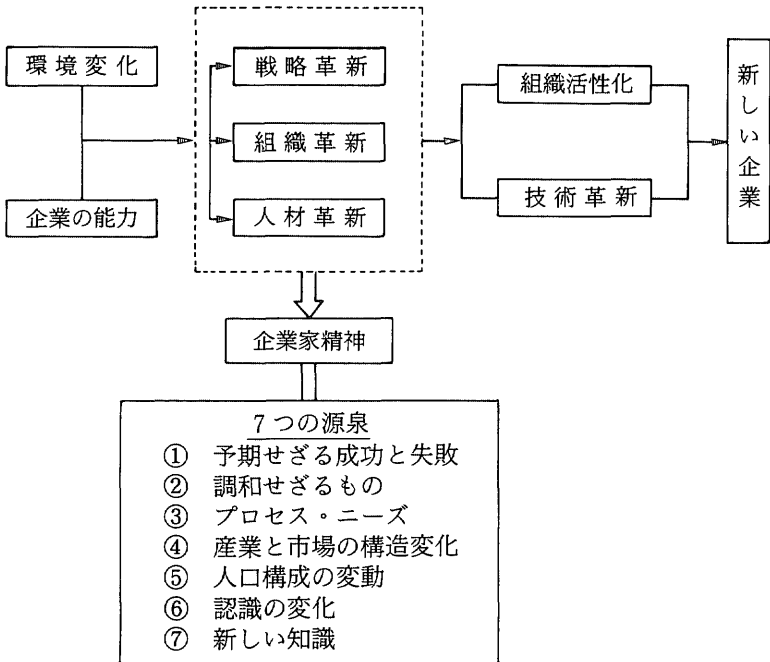 環境変化
企業の能力
戦略革新
組織革新
人材革新
組織活性化
技術革新
新しい企業
企業家精神
7つの源泉
① 予期せざる成功と失敗
② 調和せざるもの
③ プロセス・ニーズ
④ 産業と市場の構造変化
⑤ 人口構成の変動
⑥ 認識の変化
⑦ 新しい知識